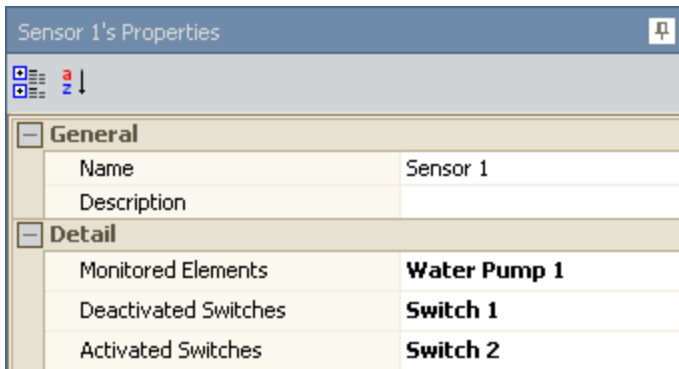 Sensor 1's Properties
a
z
General
Name Sensor 1
Description
Detail
Monitored Elements Water Pump 1
Deactivated Switches Switch 1
Activated Switches Switch 2